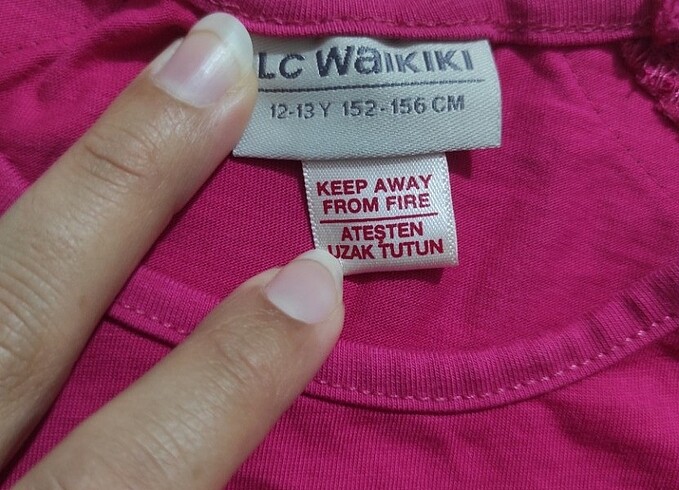 LC WAIKIKI
12-13 Y 152-156 CM
KEEP AWAY
FROM FIRE
ATEŞTEN
UZAK TUTUN